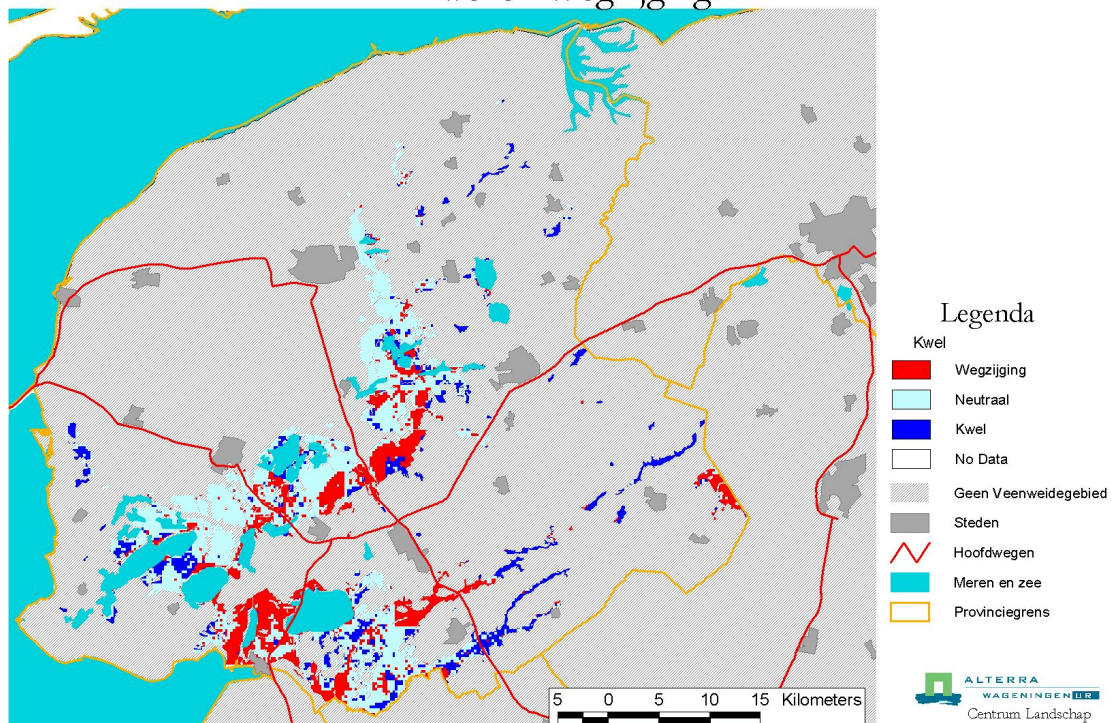 Legenda
Kwel
Wegzijging
Neutraal
Kwel
No Data
Geen Veenweidegebied
Steden
Hoofdwegen
Meren en zee
Provinciegrens
5 0 5 10 15 Kilometers
ALTERRA
WAGENINGEN UR
Centrum Landschap